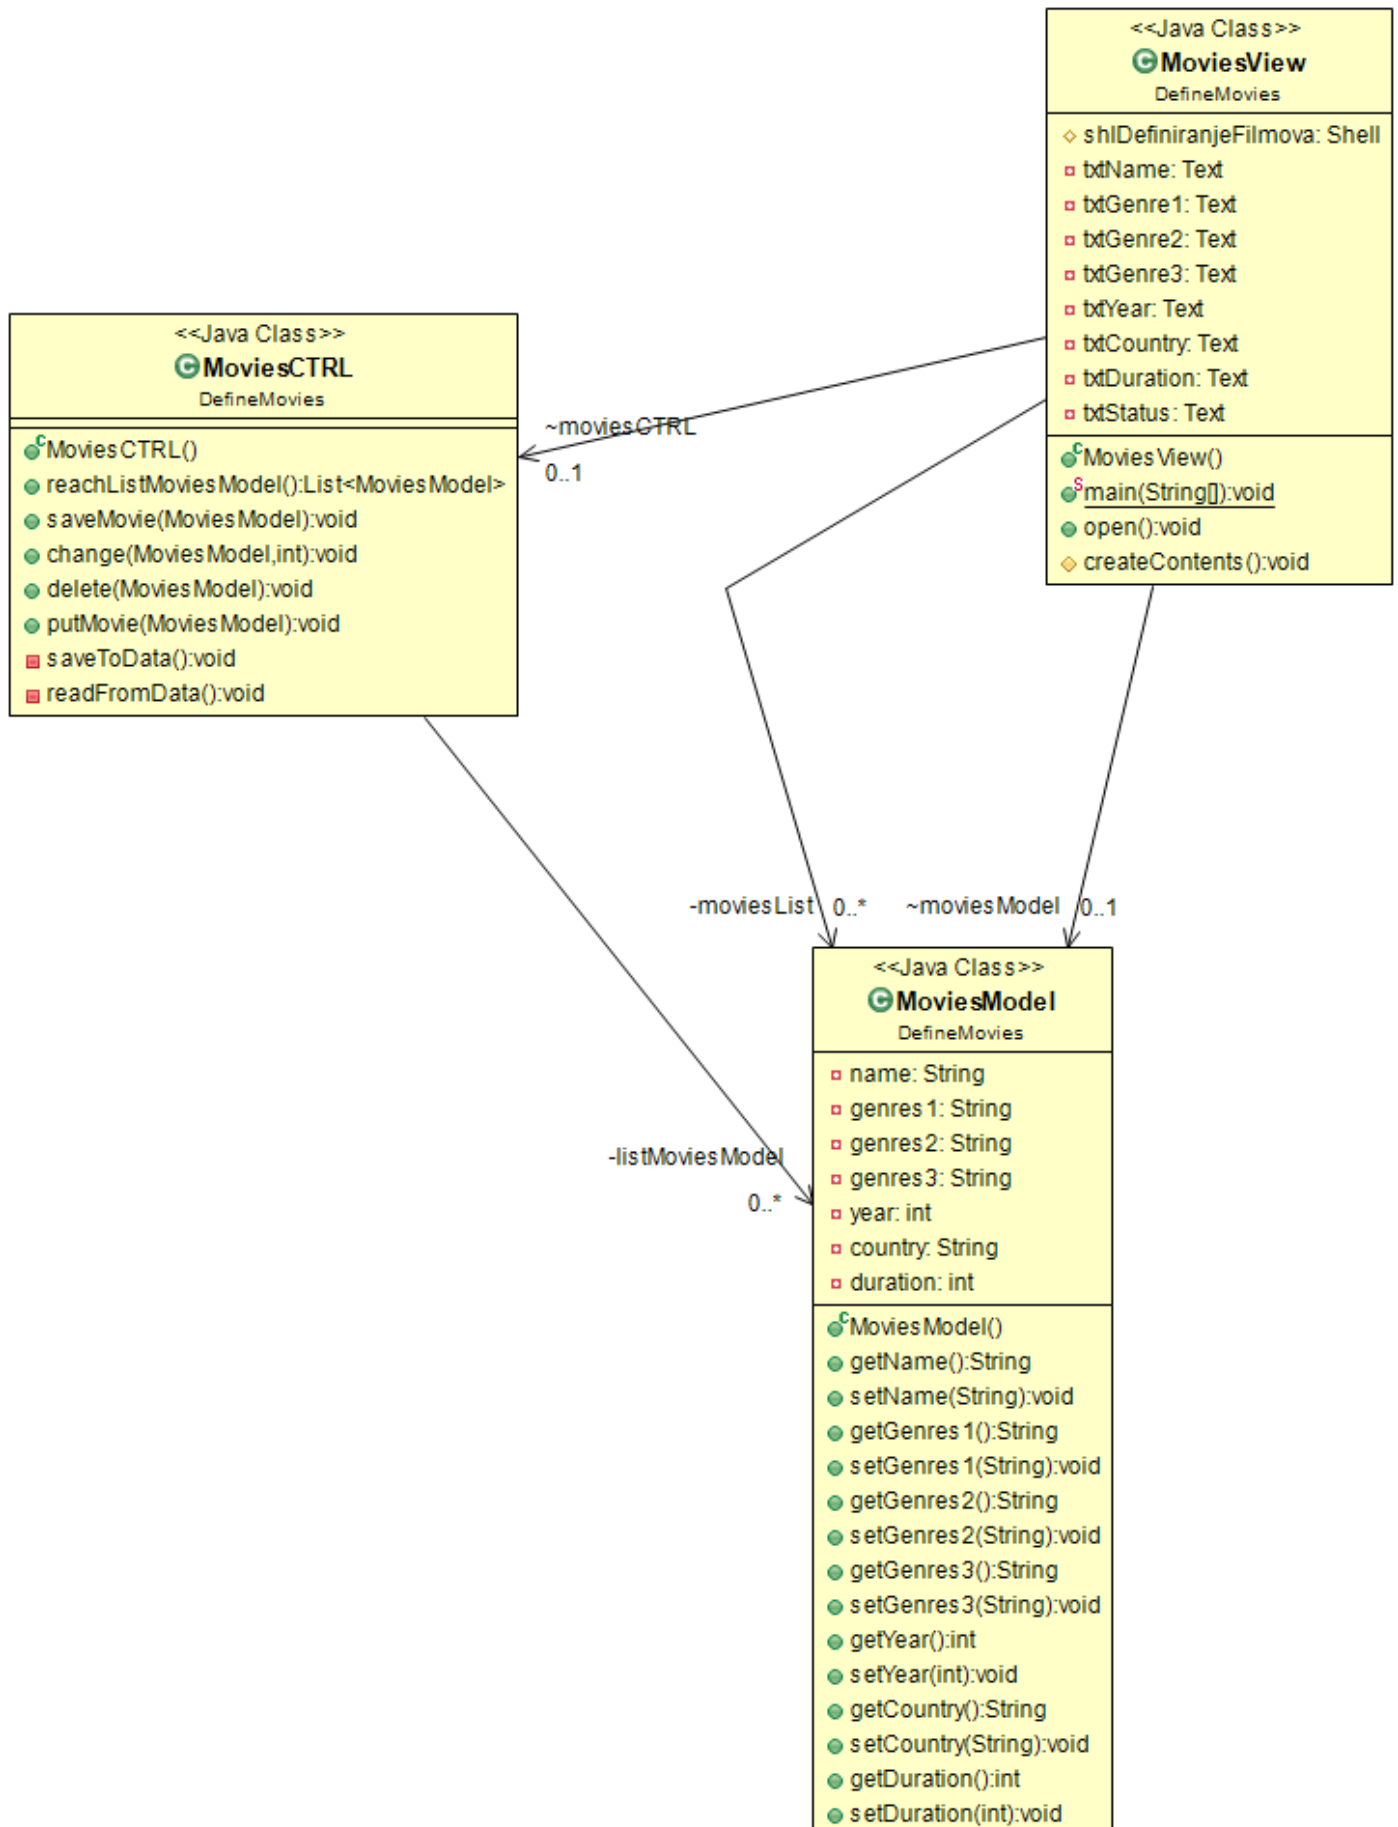 <<Java Class>>
MoviesView
DefineMovies
shlDefiniranjeFilmova: Shell
txtName: Text
txtGenre1: Text
txtGenre2: Text
txtGenre3: Text
txtYear: Text
txtCountry: Text
txtDuration: Text
txtStatus: Text
MoviesView()
main(String[]):void
open():void
createContents():void
<<Java Class>>
MoviesCTRL
DefineMovies
MoviesCTRL()
reachListMoviesModel():List<MoviesModel>
saveMovie(MoviesModel):void
change(MoviesModel,int):void
delete(MoviesModel):void
putMovie(MoviesModel):void
saveToData():void
readFromData():void
~moviesCTRL
0..1
-moviesList 0..*
~moviesModel 0..1
-listMoviesModel
0..*
<<Java Class>>
MoviesModel
DefineMovies
name: String
genres1: String
genres2: String
genres3: String
year: int
country: String
duration: int
MoviesModel()
getName():String
setName(String):void
getGenres1():String
setGenres1(String):void
getGenres2():String
setGenres2(String):void
getGenres3():String
setGenres3(String):void
getYear():int
setYear(int):void
getCountry():String
setCountry(String):void
getDuration():int
setDuration(int):void